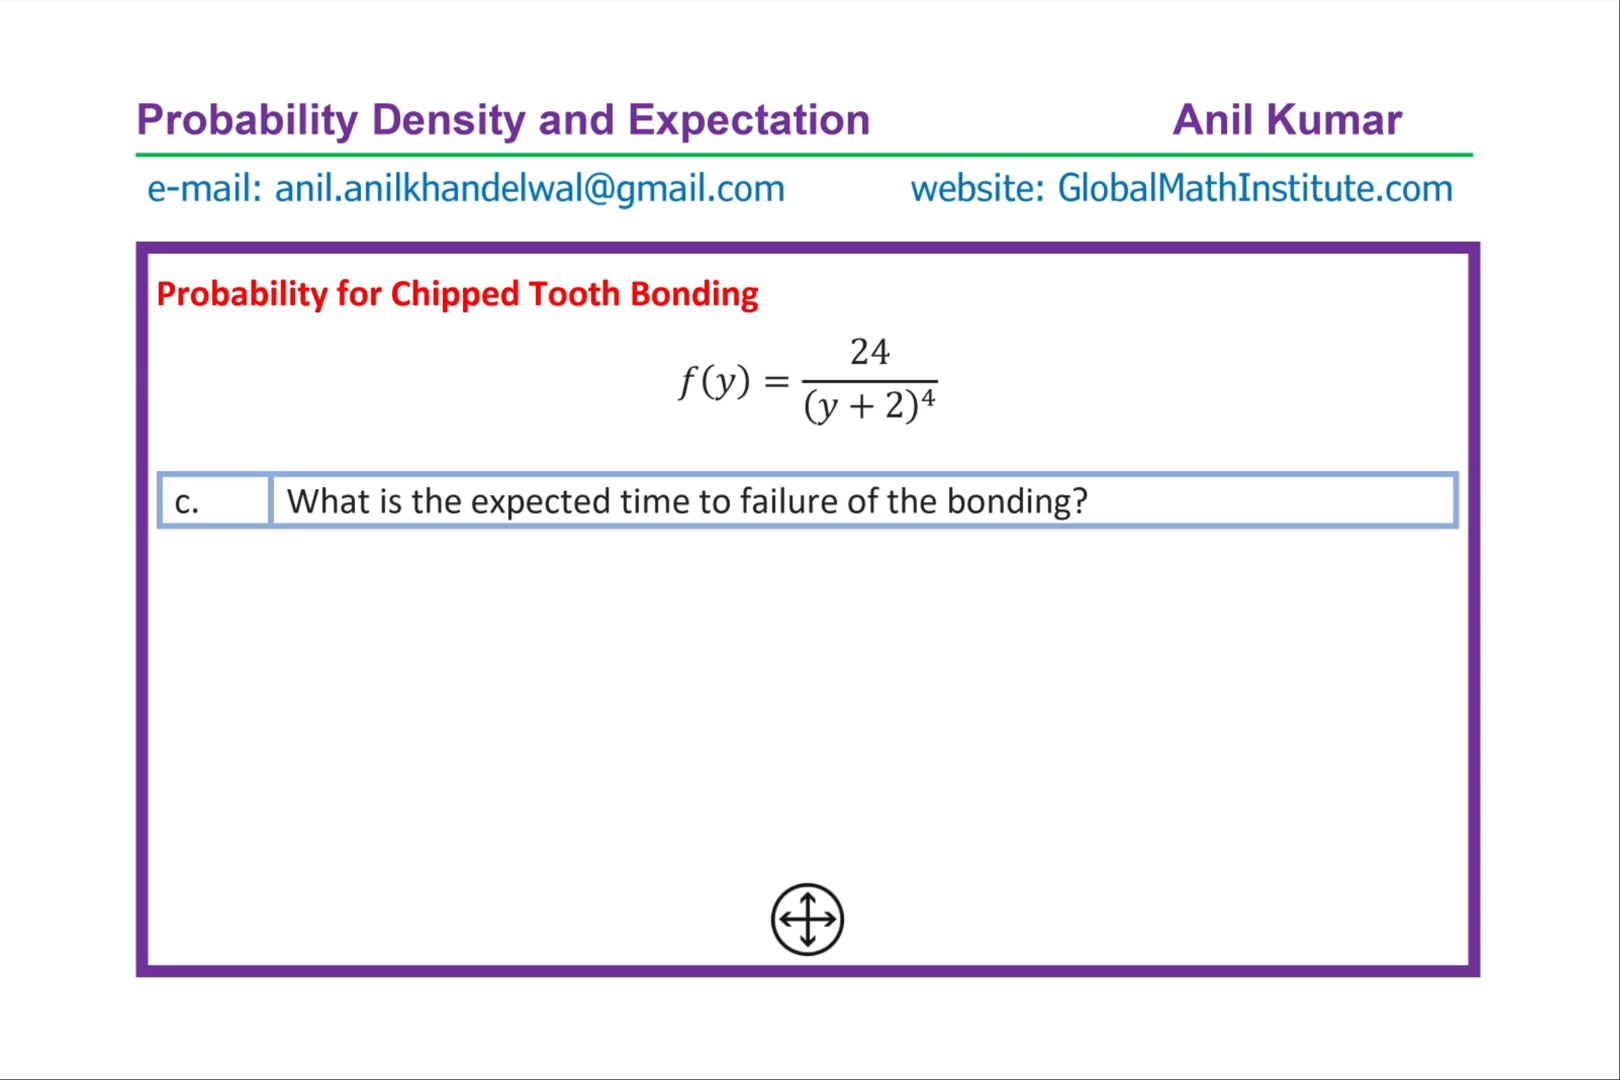 Probability Density and Expectation Anil Kumar
e-mail: anil.anilkhandelwal@gmail.com website: GlobalMathInstitute.com
Probability for Chipped Tooth Bonding
f(y) = 24/(y + 2)⁴
c. What is the expected time to failure of the bonding?